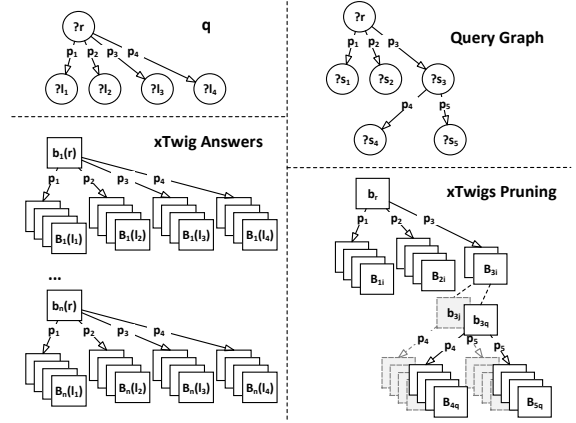 q
?r
p1 p2 p3 p4
?l1 ?l2 ?l3 ?l4
Query Graph
?r
p1 p2 p3
?s1 ?s2 ?s3
p4 p5
?s4 ?s5
xTwig Answers
b1(r)
p1 p2 p3 p4
B1(l1) B1(l2) B1(l3) B1(l4)
...
bn(r)
p1 p2 p3 p4
Bn(l1) Bn(l2) Bn(l3) Bn(l4)
xTwigs Pruning
br
p1 p2 p3
B1i B2i B3i
b3j b3q
p4 p4 p5 p5
B4q B5q